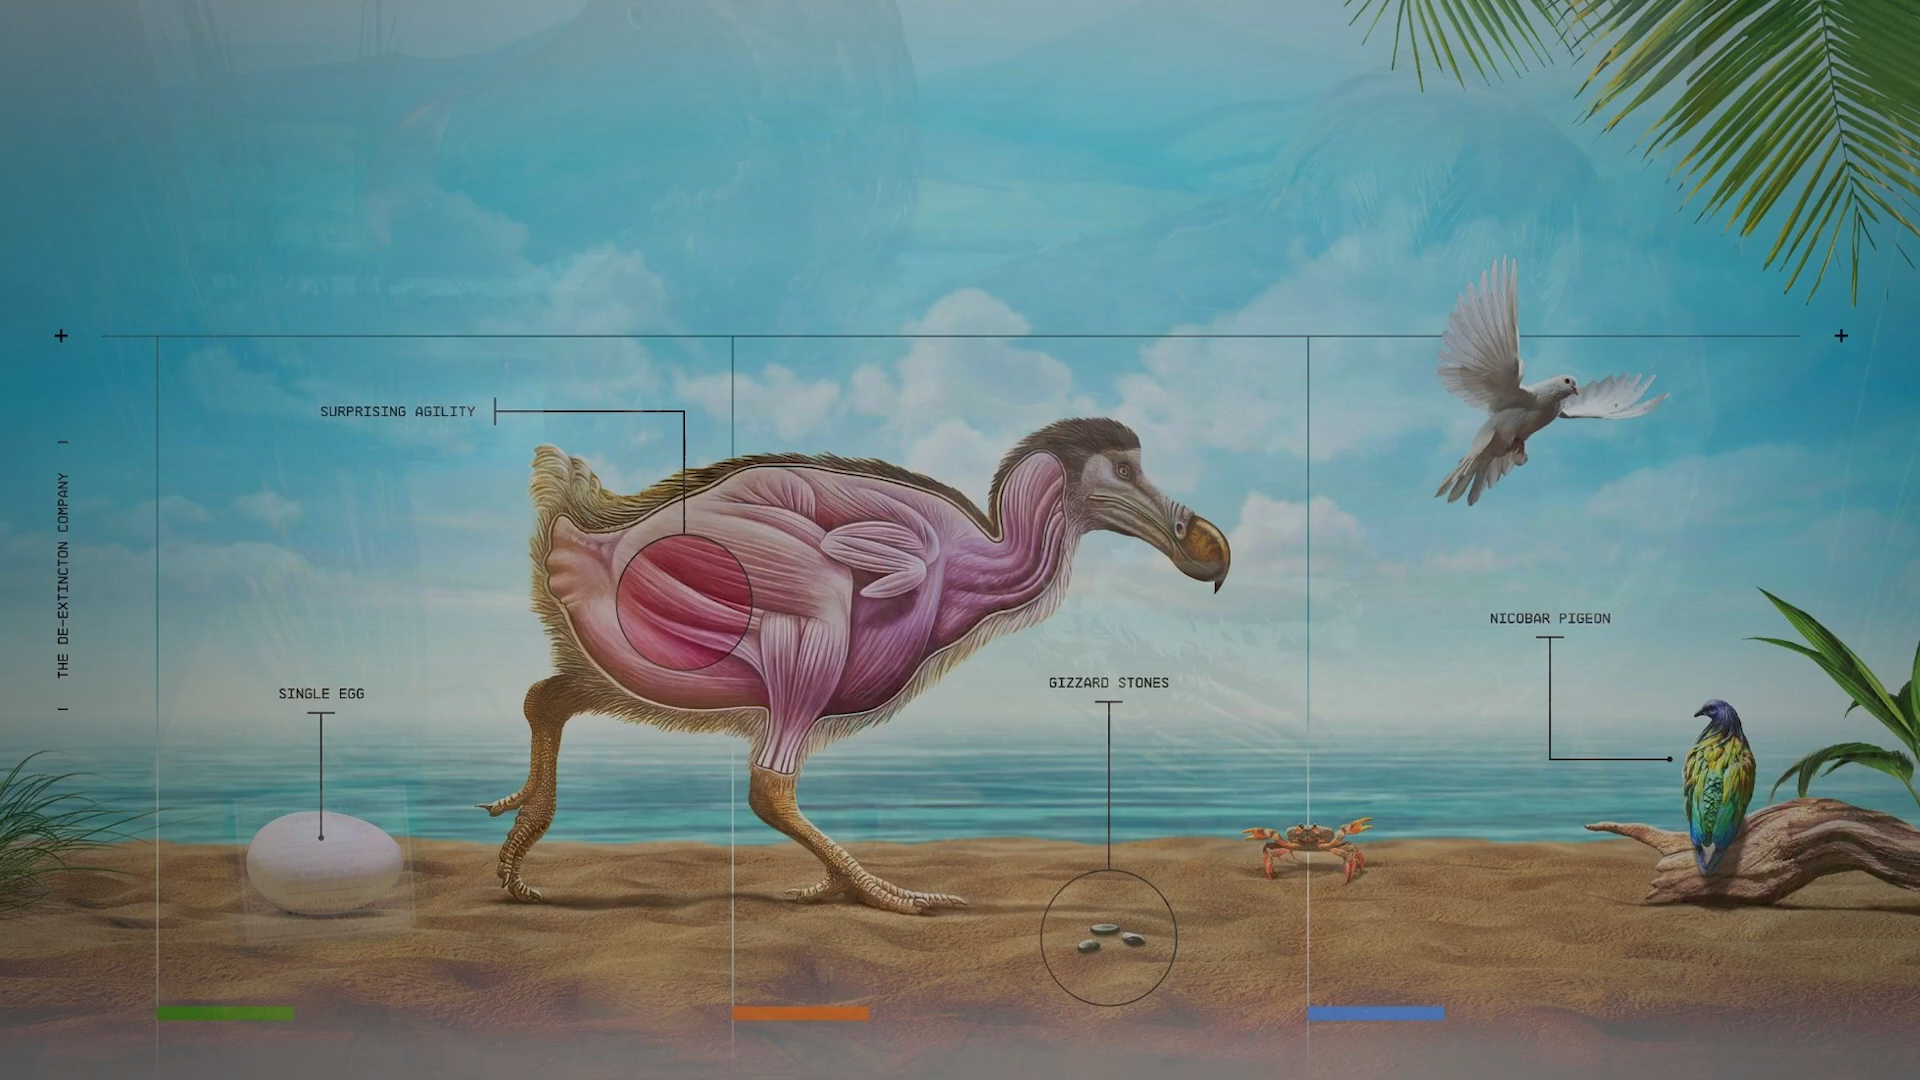 SURPRISING AGILITY
[ THE DE-EXTINCTION COMPANY ]
NICOBAR PIGEON
GIZZARD STONES
SINGLE EGG